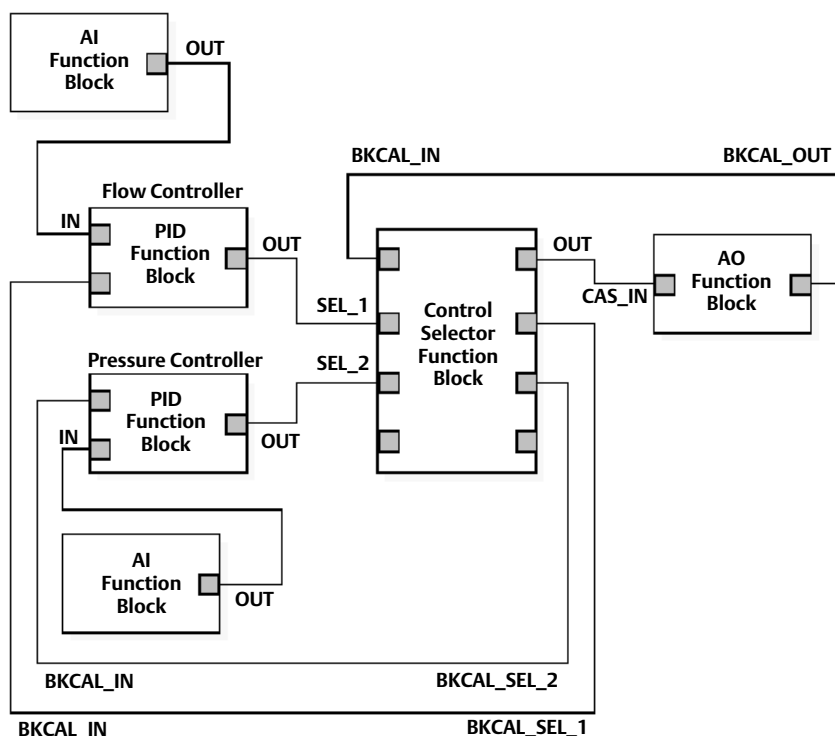 AI
Function
Block
OUT
BKCAL_IN
BKCAL_OUT
Flow Controller
IN
PID
Function
Block
OUT
SEL_1
Control
Selector
Function
Block
OUT
CAS_IN
AO
Function
Block
Pressure Controller
SEL_2
PID
Function
Block
IN
OUT
AI
Function
Block
OUT
BKCAL_IN
BKCAL_SEL_2
BKCAL_IN
BKCAL_SEL_1